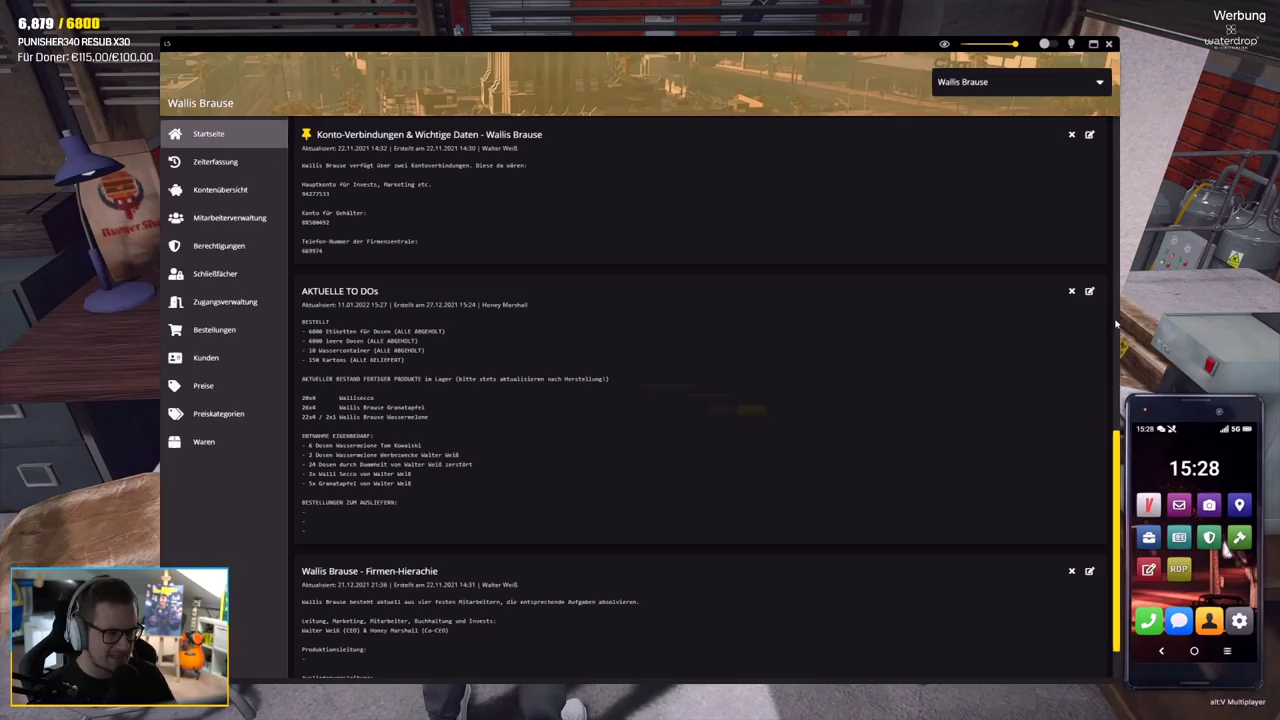 6,879 / 6800
PUNISHER340 RESUB X30
Für Doner: €115.00/€100.00
Werbung
waterdrop
L5
Wallis Brause
Wallis Brause
Startseite
Zeiterfassung
Kontenübersicht
Mitarbeiterverwaltung
Berechtigungen
Schließfächer
Zugangsverwaltung
Bestellungen
Kunden
Preise
Preiskategorien
Waren
Konto-Verbindungen & Wichtige Daten - Wallis Brause
Aktualisiert: 22.11.2021 14:32 | Erstellt am 22.11.2021 14:30 | Walter Weiß
Wallis Brause verfügt über zwei Kontoverbindungen. Diese da wären:
Hauptkonto für Invests, Marketing etc.
94277533
Konto für Gehälter:
88500492
Telefon-Nummer der Firmenzentrale:
669974
AKTUELLE TO DOs
Aktualisiert: 11.01.2022 15:27 | Erstellt am 27.12.2021 15:24 | Honey Marshall
BESTELLT
- 6000 Etiketten für Dosen (ALLE ABGEHOLT)
- 6000 leere Dosen (ALLE ABGEHOLT)
- 10 Wassercontainer (ALLE ABGEHOLT)
- 150 Kartons (ALLE GELIEFERT)
AKTUELLER BESTAND FERTIGER PRODUKTE im Lager (bitte stets aktualisieren nach Herstellung!)
20x4 Wallisecco
26x4 Wallis Brause Granatapfel
22x4 / 2x1 Wallis Brause Wassermelone
ENTNAHME EIGENBEDARF:
- 6 Dosen Wassermelone Tom Kowalski
- 2 Dosen Wassermelone Werbezwecke Walter Weiß
- 24 Dosen durch Dummheit von Walter Weiß zerstört
- 2x Walli Secco von Walter Weiß
- 5x Granatapfel von Walter Weiß
BESTELLUNGEN ZUM AUSLIEFERN:
-
-
-
Wallis Brause - Firmen-Hierachie
Aktualisiert: 21.12.2021 21:36 | Erstellt am 22.11.2021 14:31 | Walter Weiß
Wallis Brause besteht aktuell aus vier festen Mitarbeitern, die entsprechende Aufgaben absolvieren.
Leitung, Marketing, Mitarbeiter, Buchhaltung und Invests:
Walter Weiß (CEO) & Honey Marshall (Co-CEO)
Produktionsleitung:
-
15:28
5G
15:28
RDP
alt:V Multiplayer